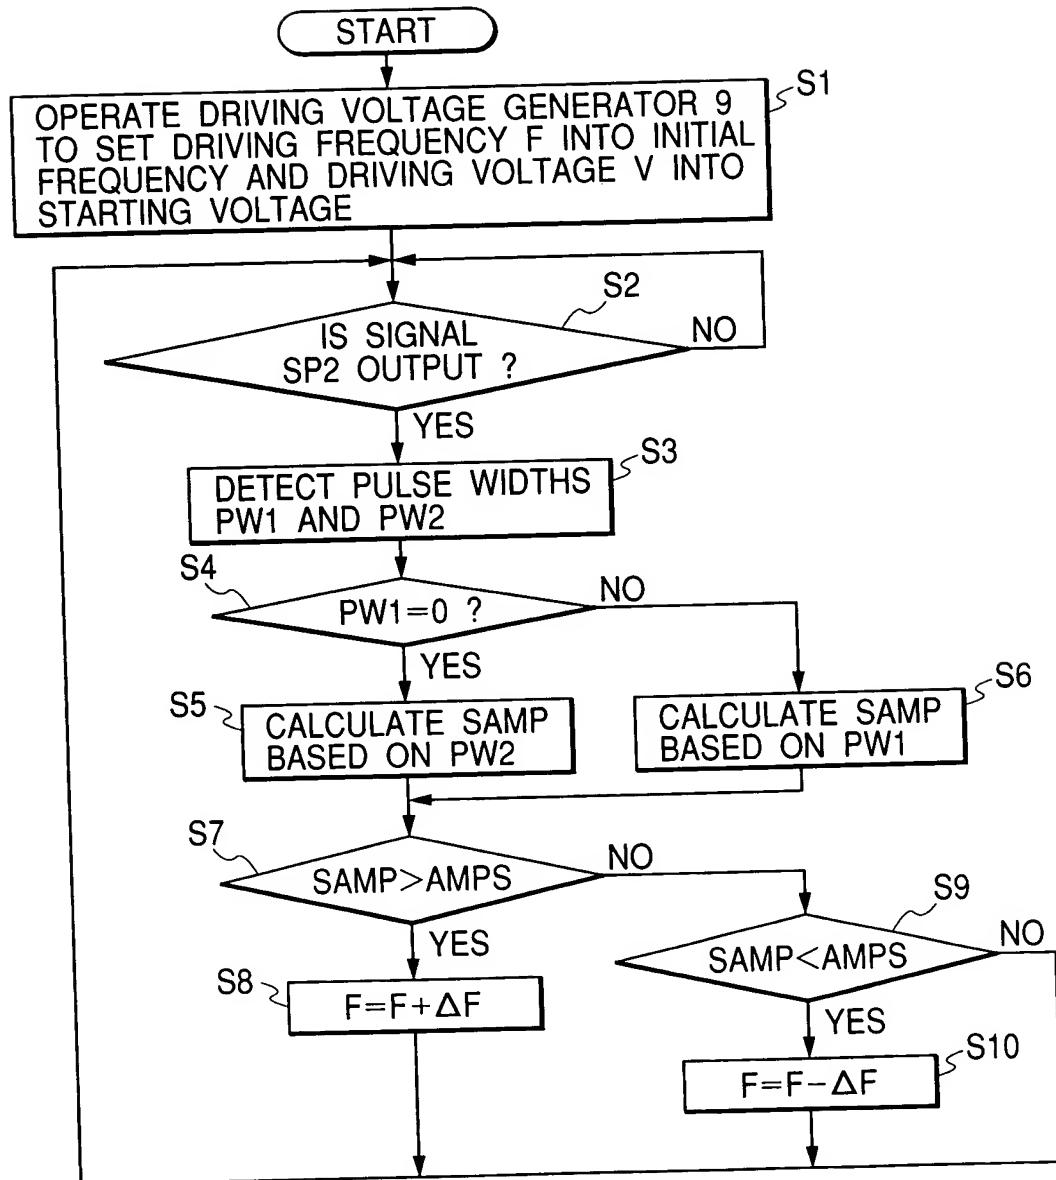 START
S1
OPERATE DRIVING VOLTAGE GENERATOR 9
TO SET DRIVING FREQUENCY F INTO INITIAL
FREQUENCY AND DRIVING VOLTAGE V INTO
STARTING VOLTAGE
S2
IS SIGNAL
SP2 OUTPUT ?
NO
YES
S3
DETECT PULSE WIDTHS
PW1 AND PW2
S4
PW1=0 ?
NO
YES
S5
CALCULATE SAMP
BASED ON PW2
S6
CALCULATE SAMP
BASED ON PW1
S7
SAMP>AMPS
NO
YES
S9
SAMP<AMPS
NO
YES
S8
F=F+ΔF
S10
F=F-ΔF